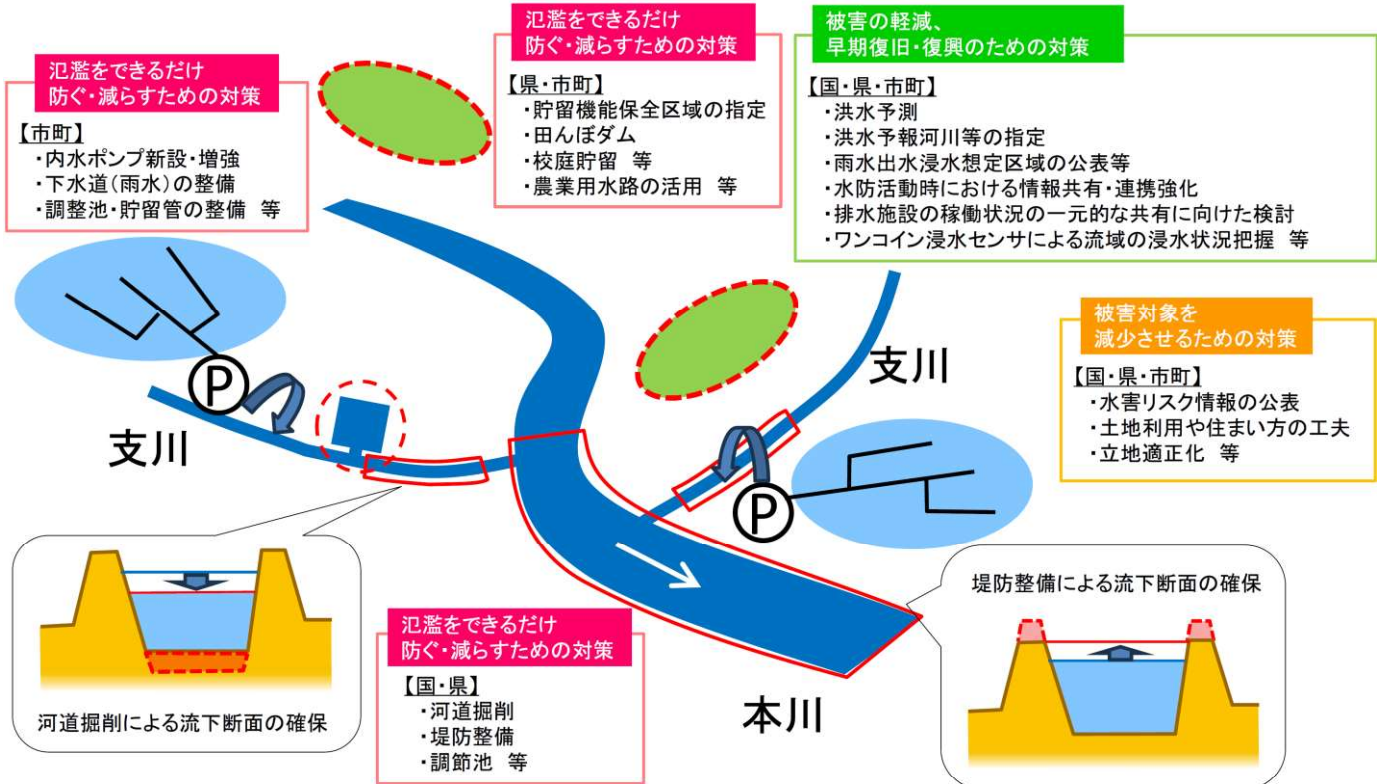 氾濫をできるだけ
防ぐ・減らすための対策
【市町】
・内水ポンプ新設・増強
・下水道(雨水)の整備
・調整池・貯留管の整備 等
氾濫をできるだけ
防ぐ・減らすための対策
【県・市町】
・貯留機能保全区域の指定
・田んぼダム
・校庭貯留 等
・農業用水路の活用 等
被害の軽減、
早期復旧・復興のための対策
【国・県・市町】
・洪水予測
・洪水予報河川等の指定
・雨水出水浸水想定区域の公表等
・水防活動時における情報共有・連携強化
・排水施設の稼働状況の一元的な共有に向けた検討
・ワンコイン浸水センサによる流域の浸水状況把握 等
被害対象を
減少させるための対策
【国・県・市町】
・水害リスク情報の公表
・土地利用や住まい方の工夫
・立地適正化 等
P
支川
支川
P
河道掘削による流下断面の確保
氾濫をできるだけ
防ぐ・減らすための対策
【国・県】
・河道掘削
・堤防整備
・調節池 等
本川
堤防整備による流下断面の確保